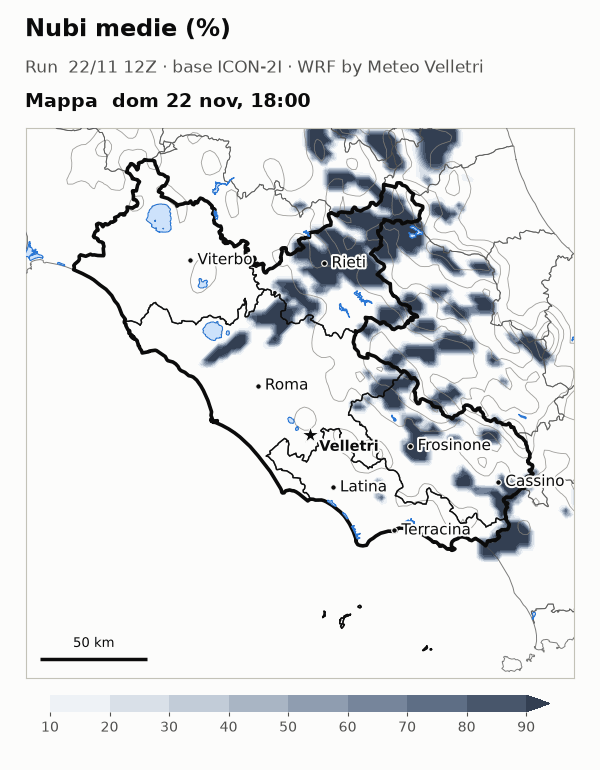 Nubi medie (%)
Run 22/11 12Z · base ICON-2I · WRF by Meteo Velletri
Mappa dom 22 nov, 18:00
Viterbo
Rieti
Roma
Velletri
Frosinone
Latina
Cassino
Terracina
50 km
10 20 30 40 50 60 70 80 90